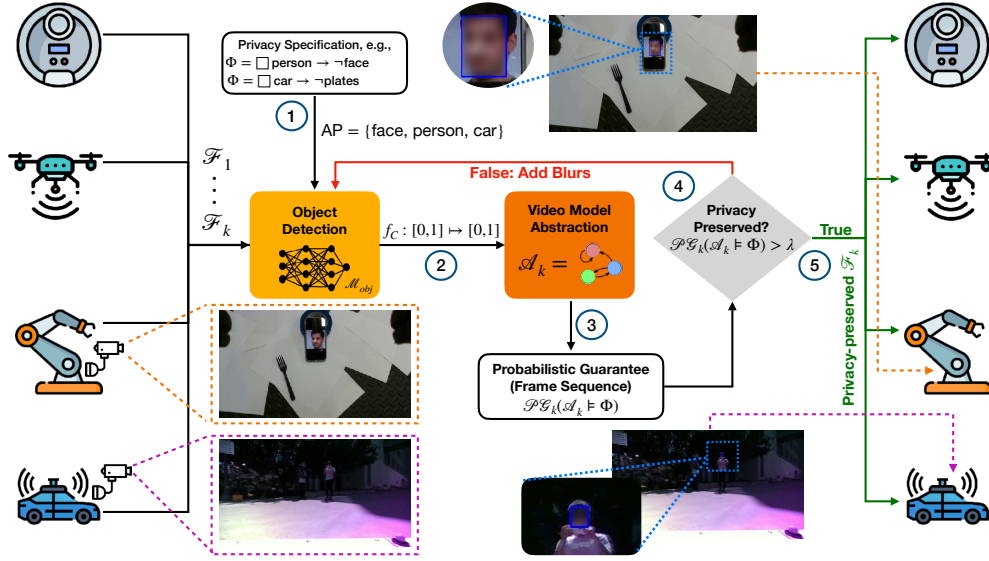 Privacy Specification, e.g.,
Φ = □ person → ¬face
Φ = □ car → ¬plates
1
AP = {face, person, car}
ℱ₁
.
.
.
ℱₖ
False: Add Blurs
4
Object
Detection
ℳ_obj
f_C : [0,1] ↦ [0,1]
2
Video Model
Abstraction
𝒜ₖ =
Privacy
Preserved?
𝒫𝒢ₖ(𝒜ₖ ⊨ Φ) > λ
True
5
Privacy-preserved ℱₖ
3
Probabilistic Guarantee
(Frame Sequence)
𝒫𝒢ₖ(𝒜ₖ ⊨ Φ)